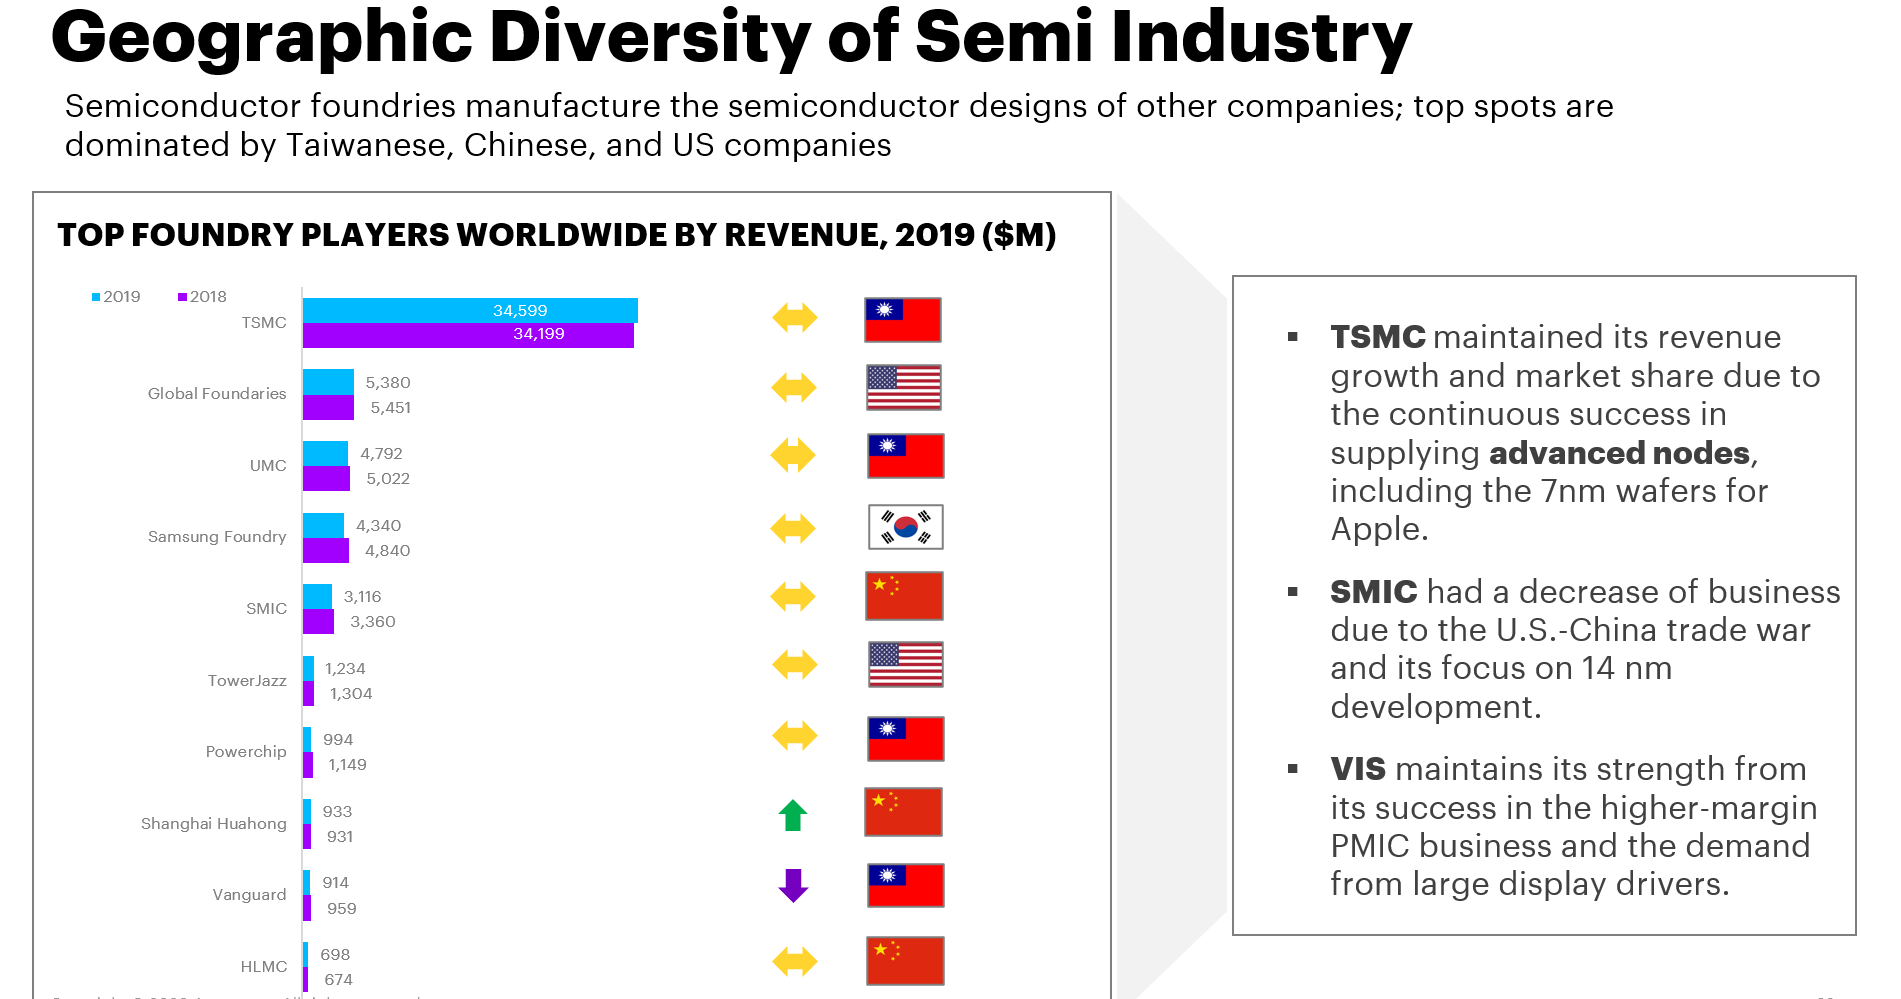 Geographic Diversity of Semi Industry
Semiconductor foundries manufacture the semiconductor designs of other companies; top spots are
dominated by Taiwanese, Chinese, and US companies
TOP FOUNDRY PLAYERS WORLDWIDE BY REVENUE, 2019 ($M)
2019 2018
TSMC
34,599
34,199
Global Foundaries
5,380
5,451
UMC
4,792
5,022
Samsung Foundry
4,340
4,840
SMIC
3,116
3,360
TowerJazz
1,234
1,304
Powerchip
994
1,149
Shanghai Huahong
933
931
Vanguard
914
959
HLMC
698
674
▪ TSMC maintained its revenue
growth and market share due to
the continuous success in
supplying advanced nodes,
including the 7nm wafers for
Apple.
▪ SMIC had a decrease of business
due to the U.S.-China trade war
and its focus on 14 nm
development.
▪ VIS maintains its strength from
its success in the higher-margin
PMIC business and the demand
from large display drivers.